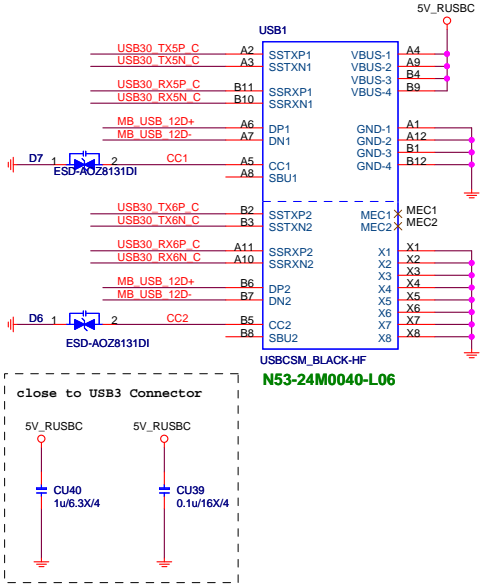 5V_RUSBC
USB1
USB30_TX5P_C A2 SSTXP1 VBUS-1 A4
USB30_TX5N_C A3 SSTXN1 VBUS-2 A9
VBUS-3 B4
USB30_RX5P_C B11 SSRXP1 VBUS-4 B9
USB30_RX5N_C B10 SSRXN1
MB_USB_12D+ A6 DP1 GND-1 A1
MB_USB_12D- A7 DN1 GND-2 A12
GND-3 B1
D7 1 2 CC1 A5 CC1 GND-4 B12
ESD-AOZ8131DI A8 SBU1
USB30_TX6P_C B2 SSTXP2 MEC1 MEC1
USB30_TX6N_C B3 SSTXN2 MEC2 MEC2
USB30_RX6P_C A11 SSRXP2 X1 X1
USB30_RX6N_C A10 SSRXN2 X2 X2
X3 X3
MB_USB_12D+ B6 DP2 X4 X4
MB_USB_12D- B7 DN2 X5 X5
X6 X6
D6 1 2 CC2 B5 CC2 X7 X7
ESD-AOZ8131DI B8 SBU2 X8 X8
USBCSM_BLACK-HF
N53-24M0040-L06
close to USB3 Connector
5V_RUSBC 5V_RUSBC
CU40 CU39
1u/6.3X/4 0.1u/16X/4